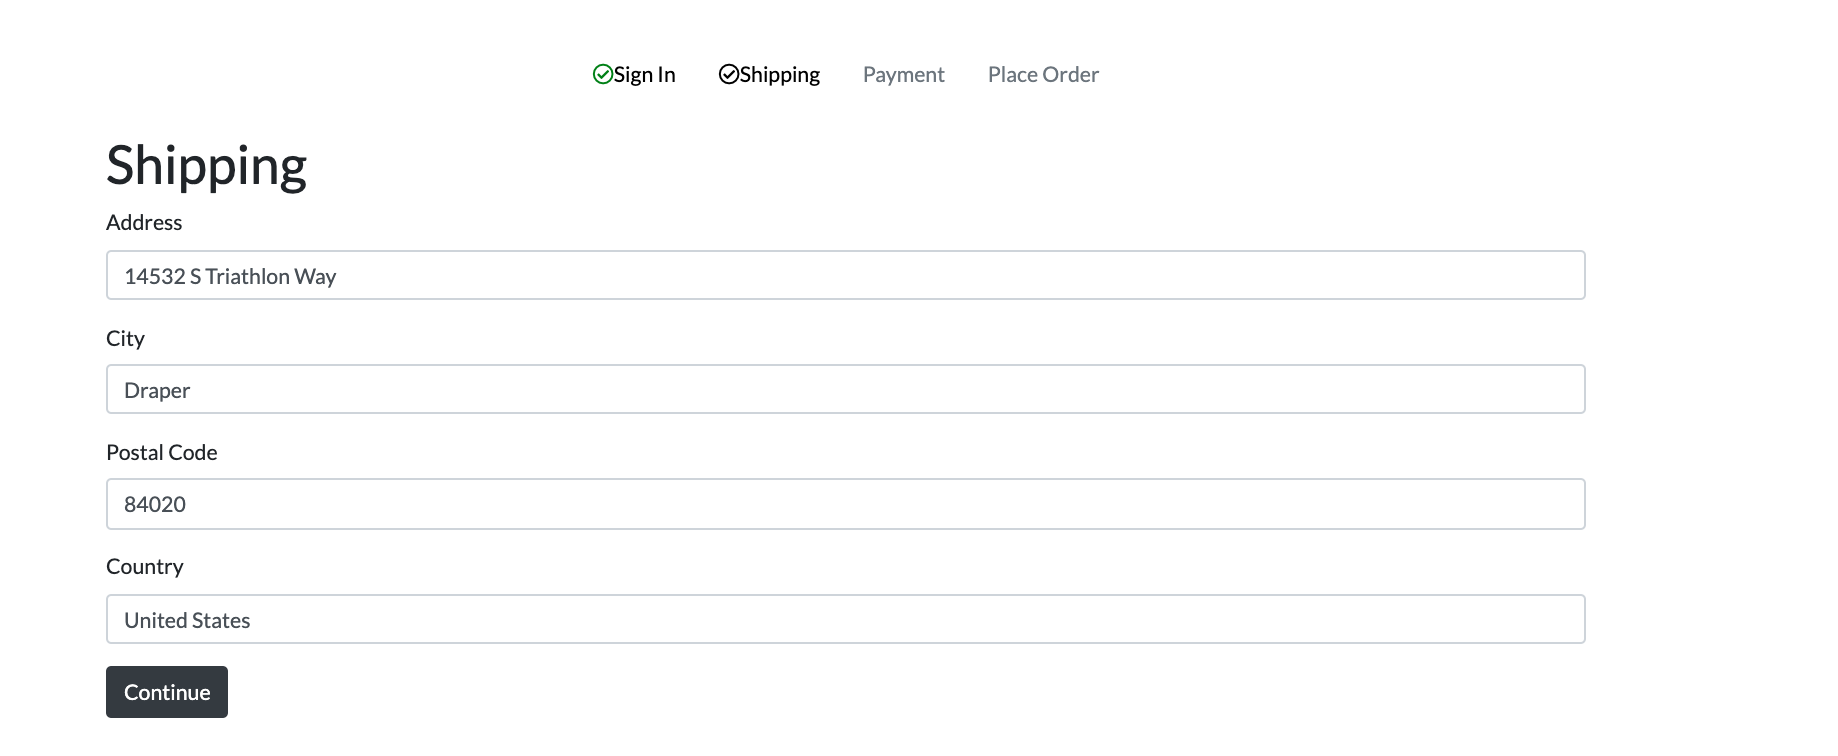 Sign In Shipping Payment Place Order
Shipping
Address
14532 S Triathlon Way
City
Draper
Postal Code
84020
Country
United States
Continue